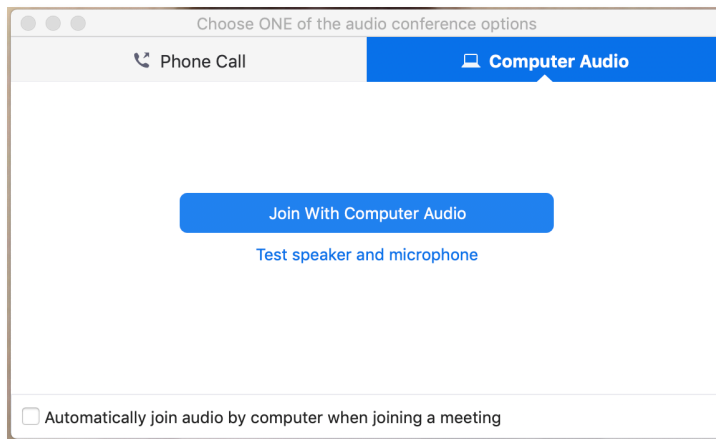 Choose ONE of the audio conference options
Phone Call
Computer Audio
Join With Computer Audio
Test speaker and microphone
Automatically join audio by computer when joining a meeting